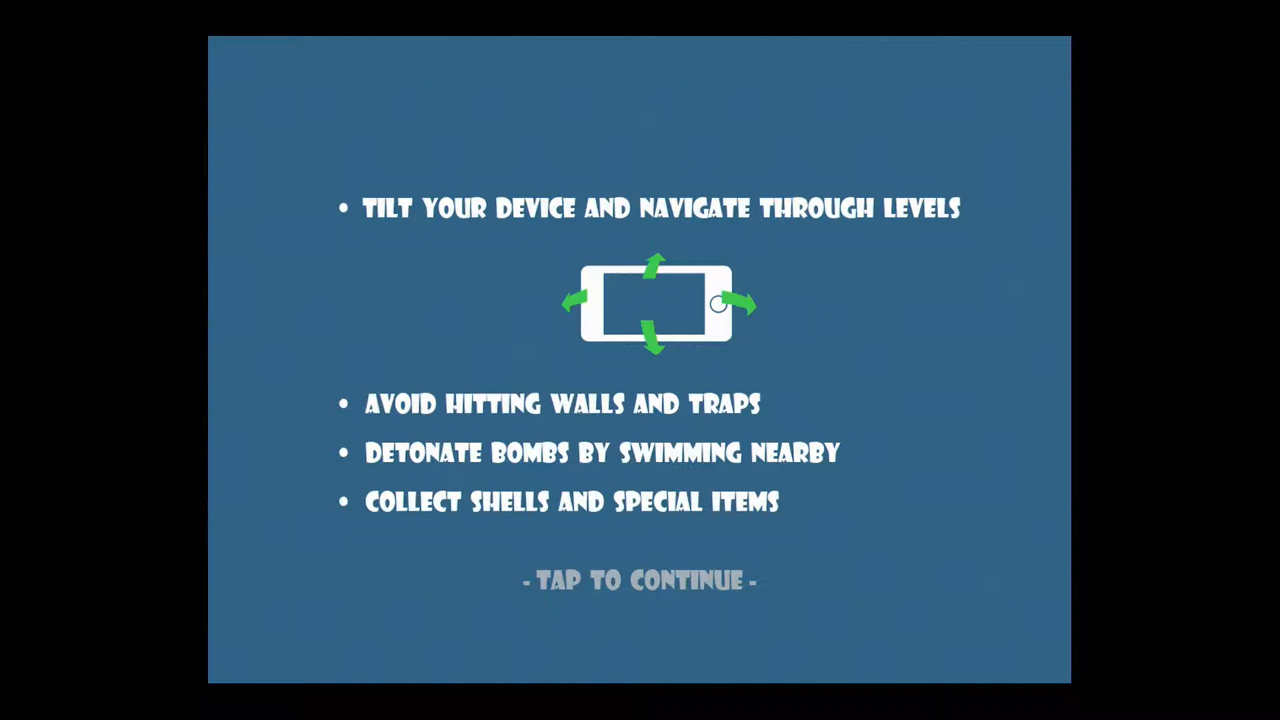 • TILT YOUR DEVICE AND NAVIGATE THROUGH LEVELS
• AVOID HITTING WALLS AND TRAPS
• DETONATE BOMBS BY SWIMMING NEARBY
• COLLECT SHELLS AND SPECIAL ITEMS
- TAP TO CONTINUE -